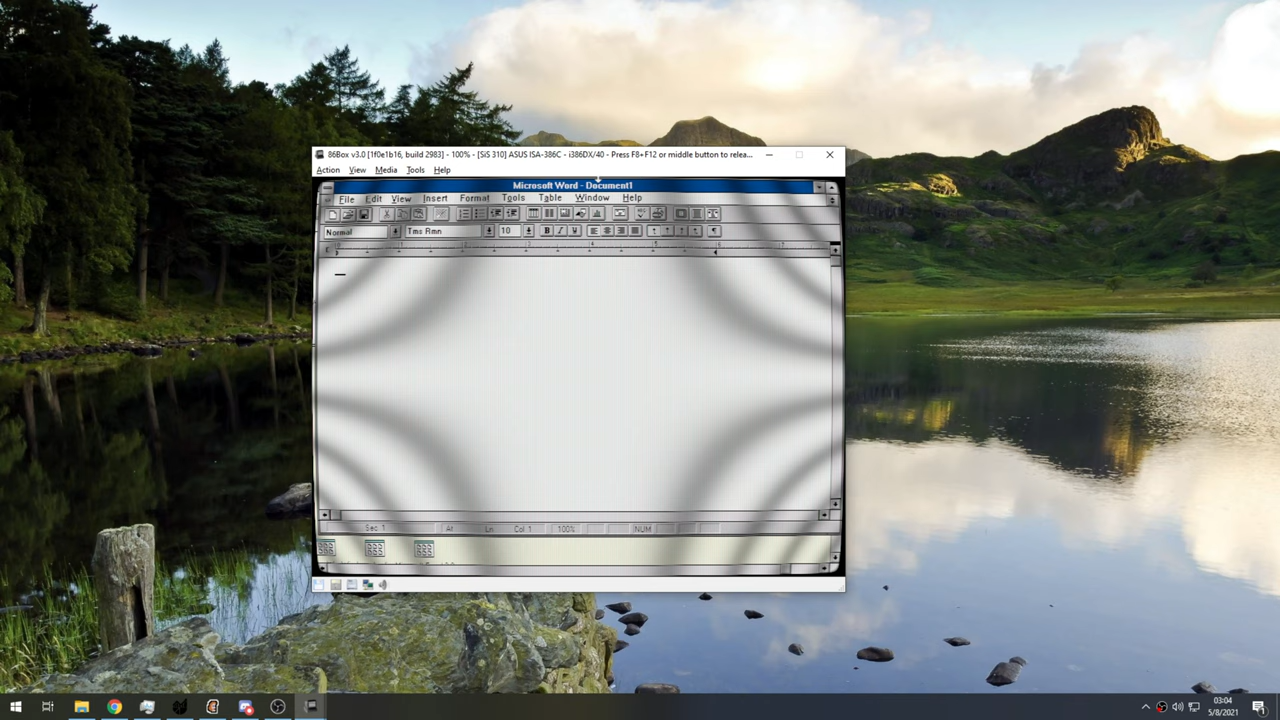 86Box v3.0 [1f0e1b16, build 2983] - 100% - [SiS 310] ASUS ISA-386C - i386DX/40 - Press F8+F12 or middle button to relea...
Action View Media Tools Help
Microsoft Word - Document1
File Edit View Insert Format Tools Table Window Help
Normal Tms Rmn 10 B I U
Sec 1 At Ln Col 1 100% NUM
03:04
5/8/2021